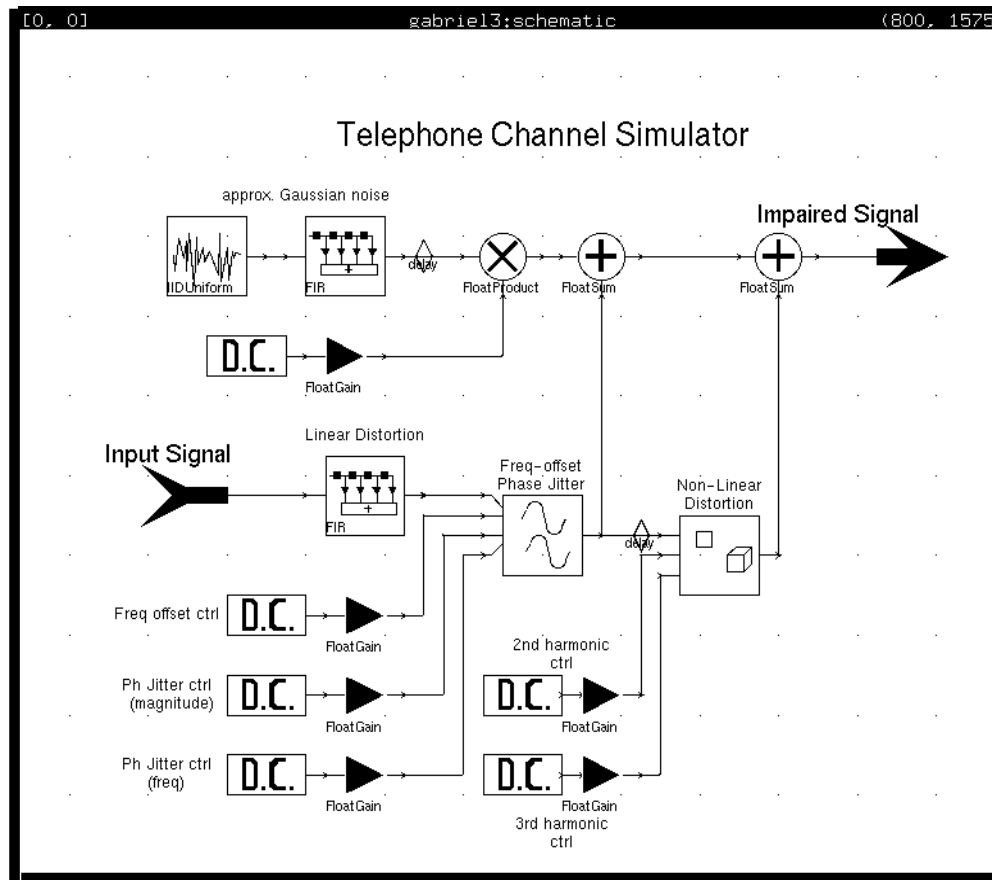 [0, 0] gabriel3:schematic (800, 1575
Telephone Channel Simulator
approx. Gaussian noise
Impaired Signal
IIDUniform
FIR
delay
FloatProduct
FloatSum
FloatSum
D.C.
FloatGain
Linear Distortion
Input Signal
FIR
Freq-offset
Phase Jitter
Non-Linear
Distortion
delay
Freq offset ctrl
D.C.
FloatGain
2nd harmonic
ctrl
Ph Jitter ctrl
(magnitude)
D.C.
FloatGain
D.C.
FloatGain
Ph Jitter ctrl
(freq)
D.C.
FloatGain
D.C.
FloatGain
3rd harmonic
ctrl